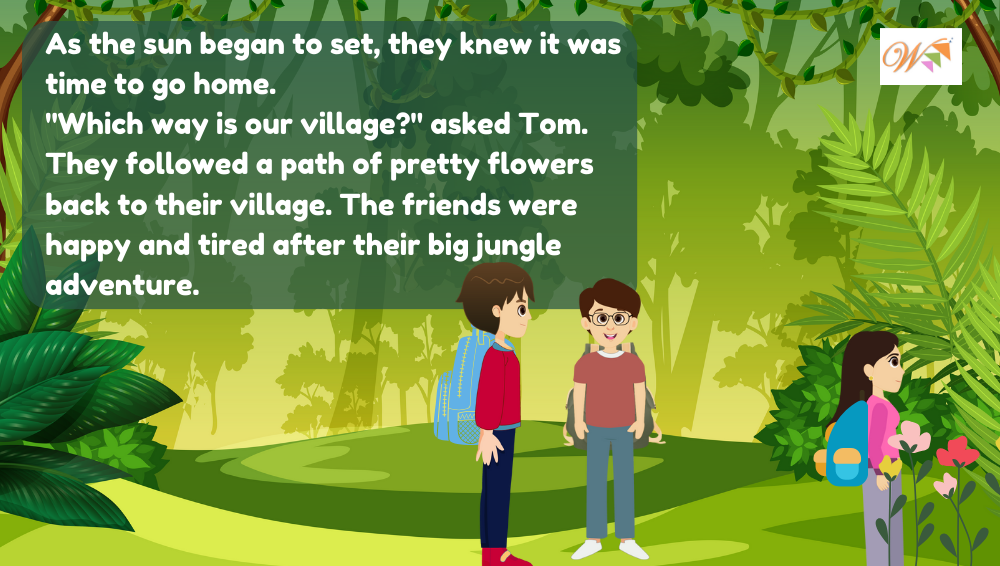 As the sun began to set, they knew it was
time to go home.
"Which way is our village?" asked Tom.
They followed a path of pretty flowers
back to their village. The friends were
happy and tired after their big jungle
adventure.
W